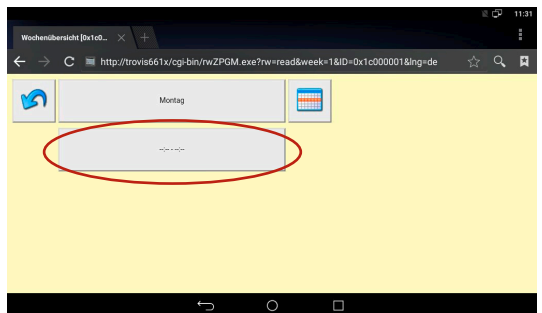 11:31
Wochenübersicht [0x1c0...
http://trovis661x/cgi-bin/rwZPGM.exe?rw=read&week=1&ID=0x1c000001&lng=de
Montag
--:-- - --:--